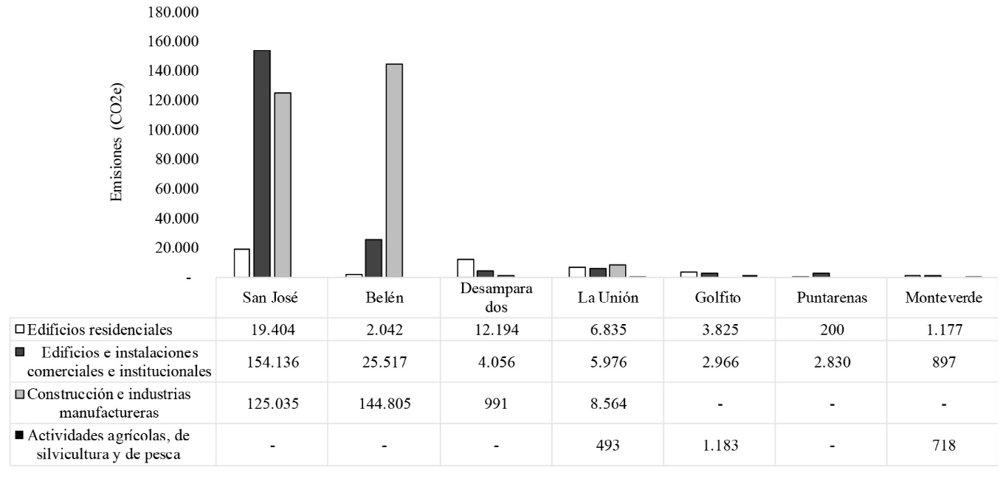 180.000
160.000
140.000
120.000
100.000
80.000
60.000
40.000
20.000
-
Emisiones (CO2e)
San José Belén Desampara dos La Unión Golfito Puntarenas Monteverde
Edificios residenciales 19.404 2.042 12.194 6.835 3.825 200 1.177
Edificios e instalaciones
comerciales e institucionales 154.136 25.517 4.056 5.976 2.966 2.830 897
Construcción e industrias
manufactureras 125.035 144.805 991 8.564 - - -
Actividades agrícolas, de
silvicultura y de pesca - - - 493 1.183 - 718